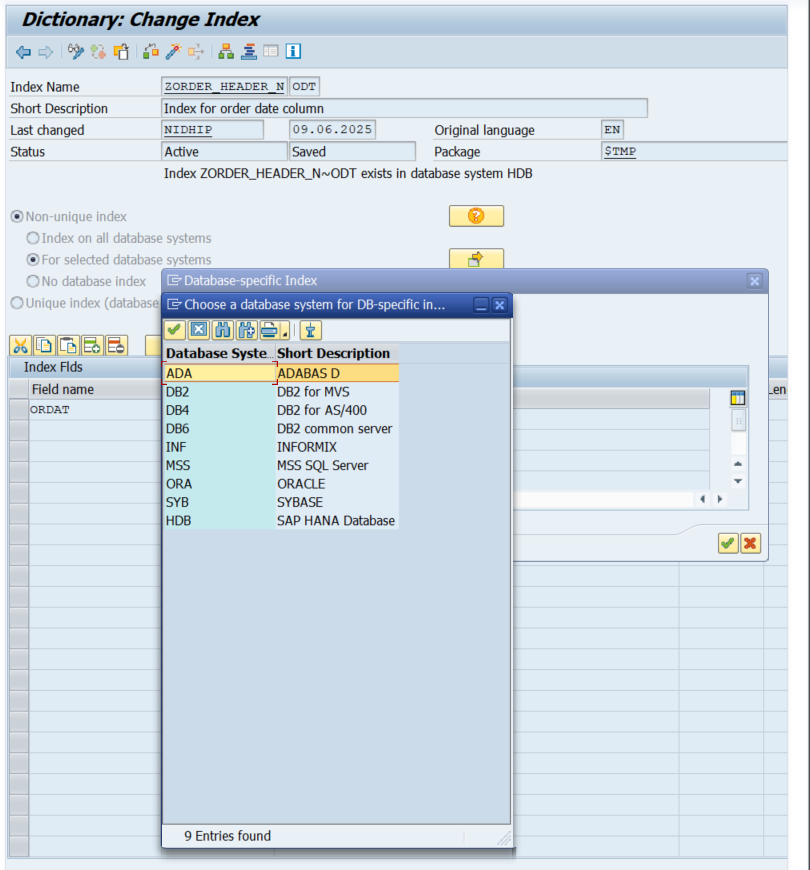 Dictionary: Change Index
Index Name ZORDER_HEADER_N ODT
Short Description Index for order date column
Last changed NIDHIP 09.06.2025 Original language EN
Status Active Saved Package $TMP
Index ZORDER_HEADER_N~ODT exists in database system HDB
Non-unique index
Index on all database systems
For selected database systems
No database index
Unique index (database
Database-specific Index
Choose a database system for DB-specific in...
Database Syste... Short Description
ADA ADABAS D
DB2 DB2 for MVS
DB4 DB2 for AS/400
DB6 DB2 common server
INF INFORMIX
MSS MSS SQL Server
ORA ORACLE
SYB SYBASE
HDB SAP HANA Database
9 Entries found
Index Flds
Field name
Len
ORDAT